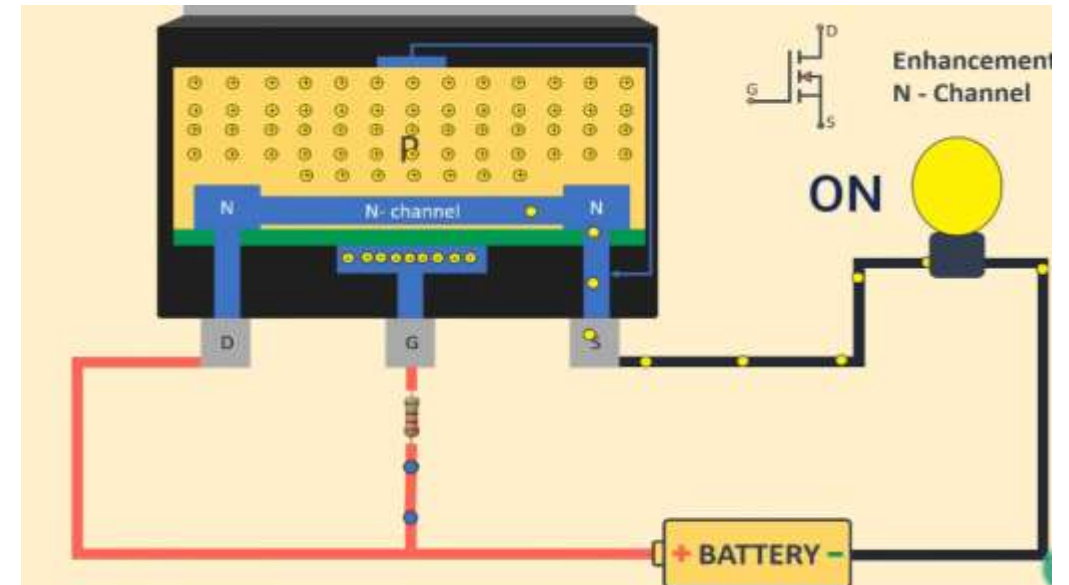 D
G
S
Enhancement
N - Channel
P
N
N- channel
N
ON
D
G
S
+ BATTERY -